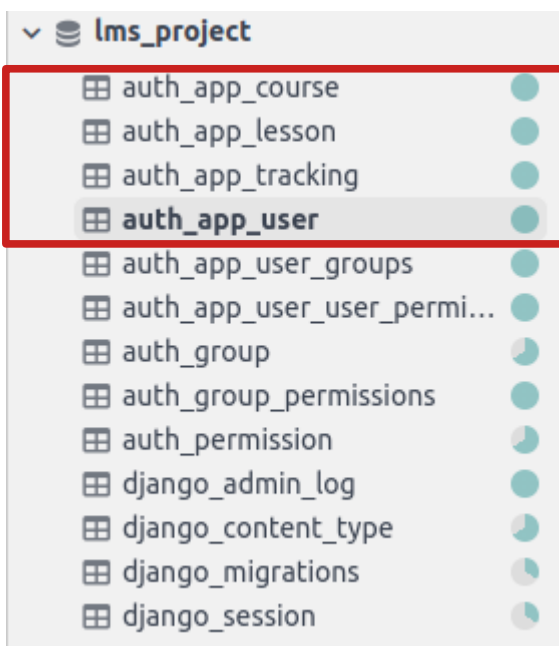 lms_project
auth_app_course
auth_app_lesson
auth_app_tracking
auth_app_user
auth_app_user_groups
auth_app_user_user_permi...
auth_group
auth_group_permissions
auth_permission
django_admin_log
django_content_type
django_migrations
django_session